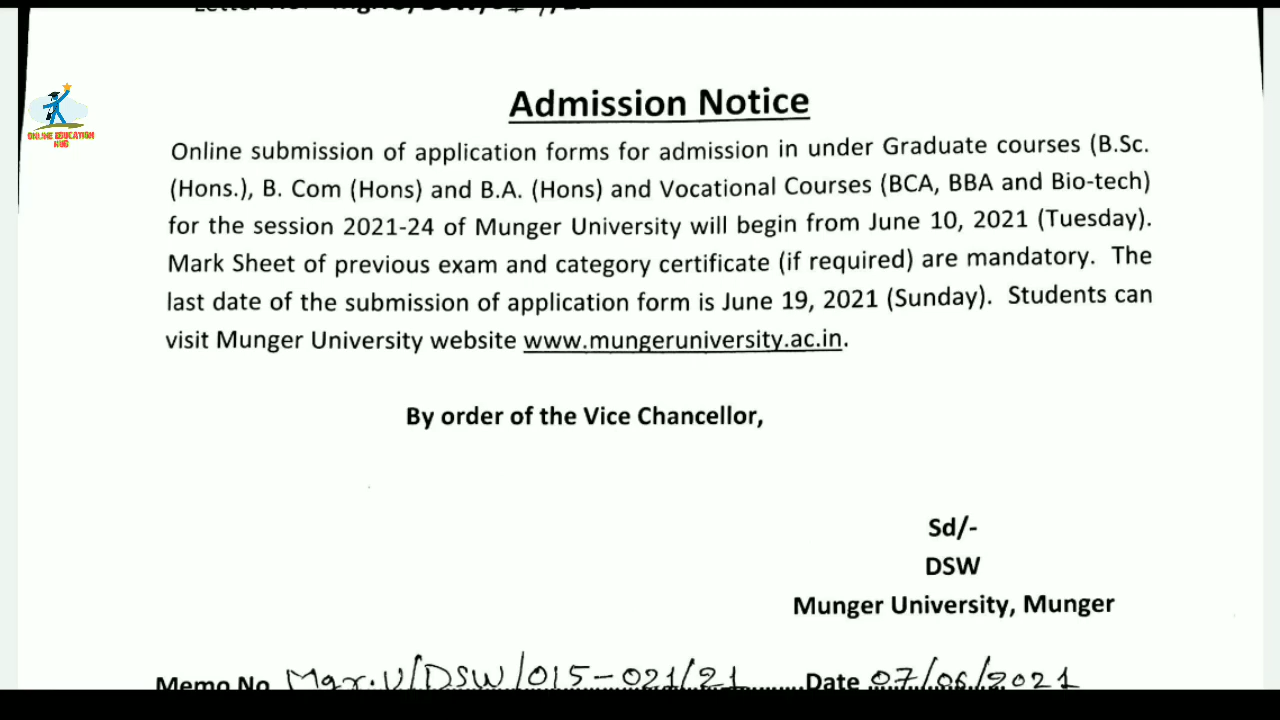 Admission Notice
ONLINE EDUCATION
HUB
Online submission of application forms for admission in under Graduate courses (B.Sc.
(Hons.), B. Com (Hons) and B.A. (Hons) and Vocational Courses (BCA, BBA and Bio-tech)
for the session 2021-24 of Munger University will begin from June 10, 2021 (Tuesday).
Mark Sheet of previous exam and category certificate (if required) are mandatory. The
last date of the submission of application form is June 19, 2021 (Sunday). Students can
visit Munger University website www.mungeruniversity.ac.in.
By order of the Vice Chancellor,
Sd/-
DSW
Munger University, Munger
Memo No Mgr.U/DSW/015-021/21........Date 07/06/2021